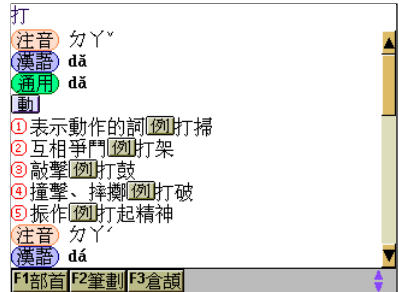 打
注音 ㄉㄚˇ
漢語 dǎ
通用 dǎ
動
①表示動作的詞例打掃
②互相爭鬥例打架
③敲擊例打鼓
④撞擊、摔擲例打破
⑤振作例打起精神
注音 ㄉㄚˊ
漢語 dá
F1部首 F2筆劃 F3倉頡